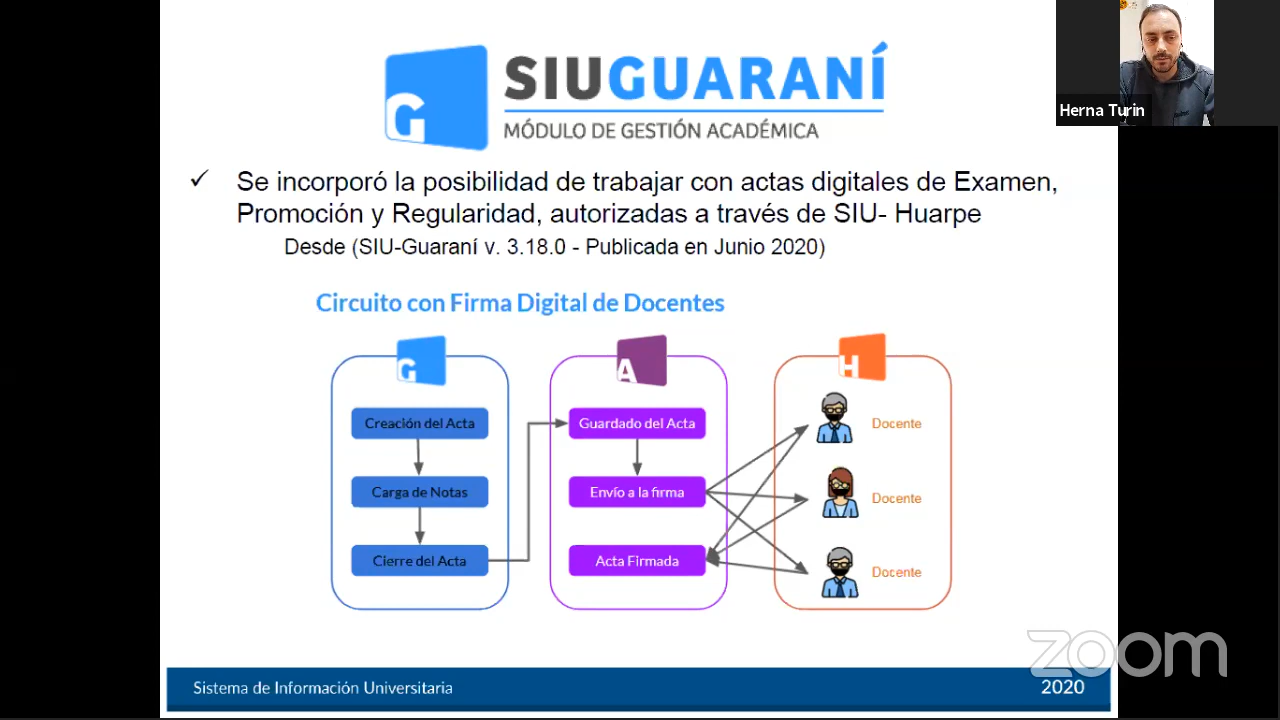 G
SIUGUARANÍ
MÓDULO DE GESTIÓN ACADÉMICA
Herna Turin
✓ Se incorporó la posibilidad de trabajar con actas digitales de Examen,
Promoción y Regularidad, autorizadas a través de SIU- Huarpe
Desde (SIU-Guaraní v. 3.18.0 - Publicada en Junio 2020)
Circuito con Firma Digital de Docentes
G
Creación del Acta
Carga de Notas
Cierre del Acta
A
Guardado del Acta
Envío a la firma
Acta Firmada
H
Docente
Docente
Docente
zoom
Sistema de Información Universitaria
2020